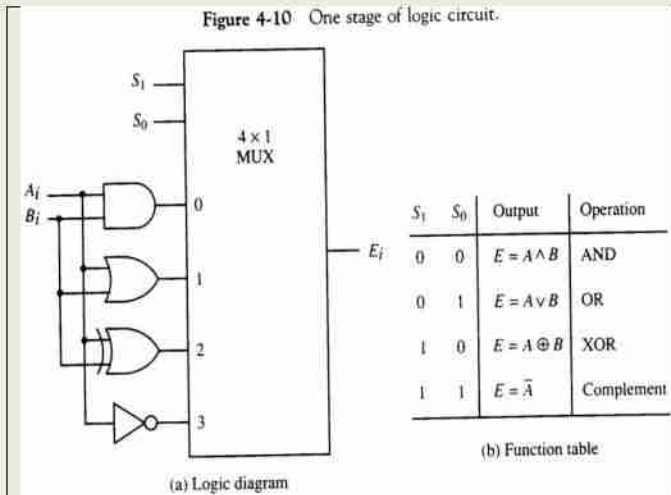 Figure 4-10 One stage of logic circuit.
S₁
S₀
4 × 1
MUX
Aᵢ
Bᵢ
0
1
2
3
Eᵢ
(a) Logic diagram
S₁ S₀ Output Operation
0 0 E = A ∧ B AND
0 1 E = A ∨ B OR
1 0 E = A ⊕ B XOR
1 1 E = A̅ Complement
(b) Function table